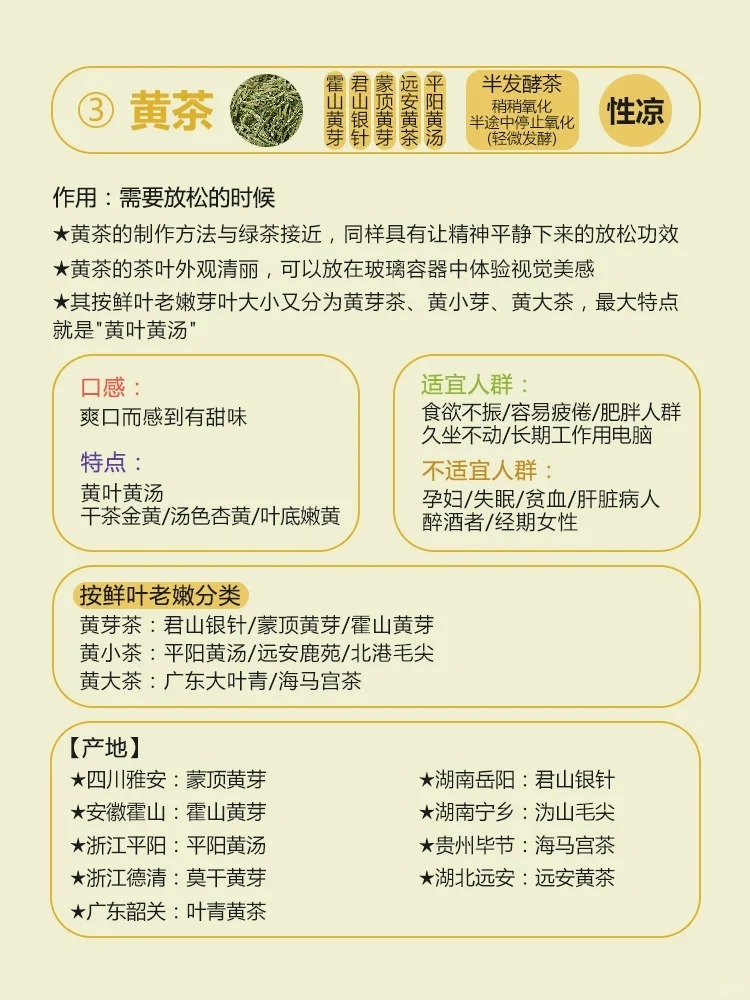 ③ 黄茶
霍山黄芽
君山银针
蒙顶黄芽
远安黄茶
平阳黄汤
半发酵茶
稍稍氧化
半途中停止氧化
(轻微发酵)
性凉
作用：需要放松的时候
★黄茶的制作方法与绿茶接近，同样具有让精神平静下来的放松功效
★黄茶的茶叶外观清丽，可以放在玻璃容器中体验视觉美感
★其按鲜叶老嫩芽叶大小又分为黄芽茶、黄小芽、黄大茶，最大特点
就是"黄叶黄汤"
口感：
爽口而感到有甜味
特点：
黄叶黄汤
干茶金黄/汤色杏黄/叶底嫩黄
适宜人群：
食欲不振/容易疲倦/肥胖人群
久坐不动/长期工作用电脑
不适宜人群：
孕妇/失眠/贫血/肝脏病人
醉酒者/经期女性
按鲜叶老嫩分类
黄芽茶：君山银针/蒙顶黄芽/霍山黄芽
黄小茶：平阳黄汤/远安鹿苑/北港毛尖
黄大茶：广东大叶青/海马宫茶
【产地】
★四川雅安：蒙顶黄芽
★安徽霍山：霍山黄芽
★浙江平阳：平阳黄汤
★浙江德清：莫干黄芽
★广东韶关：叶青黄茶
★湖南岳阳：君山银针
★湖南宁乡：沩山毛尖
★贵州毕节：海马宫茶
★湖北远安：远安黄茶